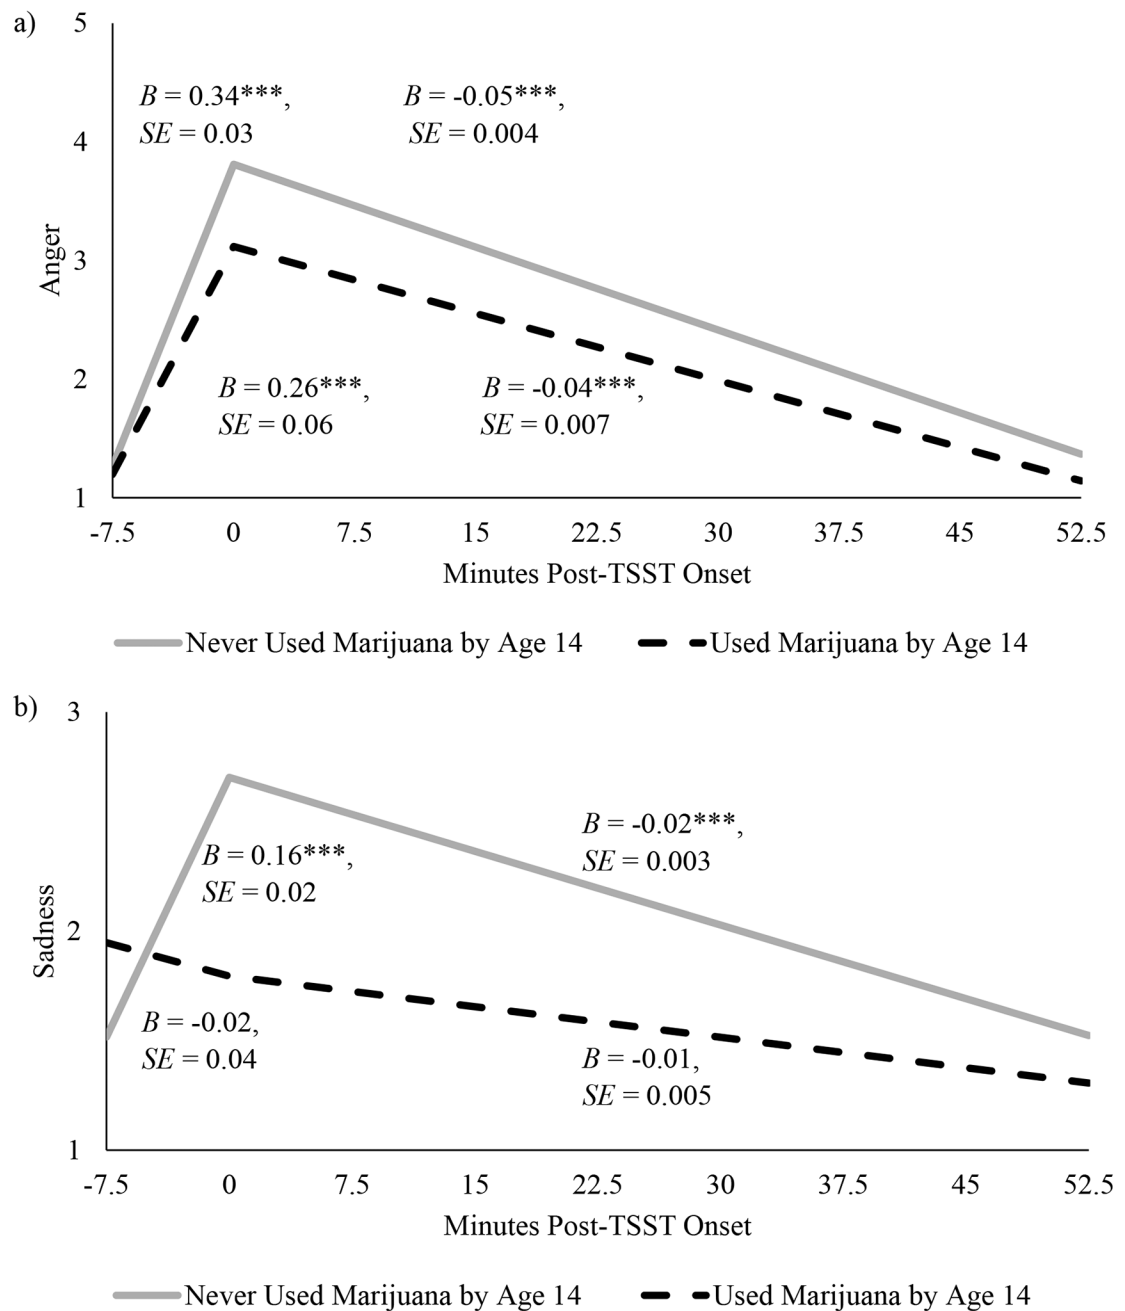 a)
5
B = 0.34***,
SE = 0.03
B = -0.05***,
SE = 0.004
4
Anger
3
B = 0.26***,
SE = 0.06
B = -0.04***,
SE = 0.007
2
1
-7.5 0 7.5 15 22.5 30 37.5 45 52.5
Minutes Post-TSST Onset
Never Used Marijuana by Age 14 Used Marijuana by Age 14
b)
3
B = 0.16***,
SE = 0.02
B = -0.02***,
SE = 0.003
Sadness
2
B = -0.02,
SE = 0.04
B = -0.01,
SE = 0.005
1
-7.5 0 7.5 15 22.5 30 37.5 45 52.5
Minutes Post-TSST Onset
Never Used Marijuana by Age 14 Used Marijuana by Age 14